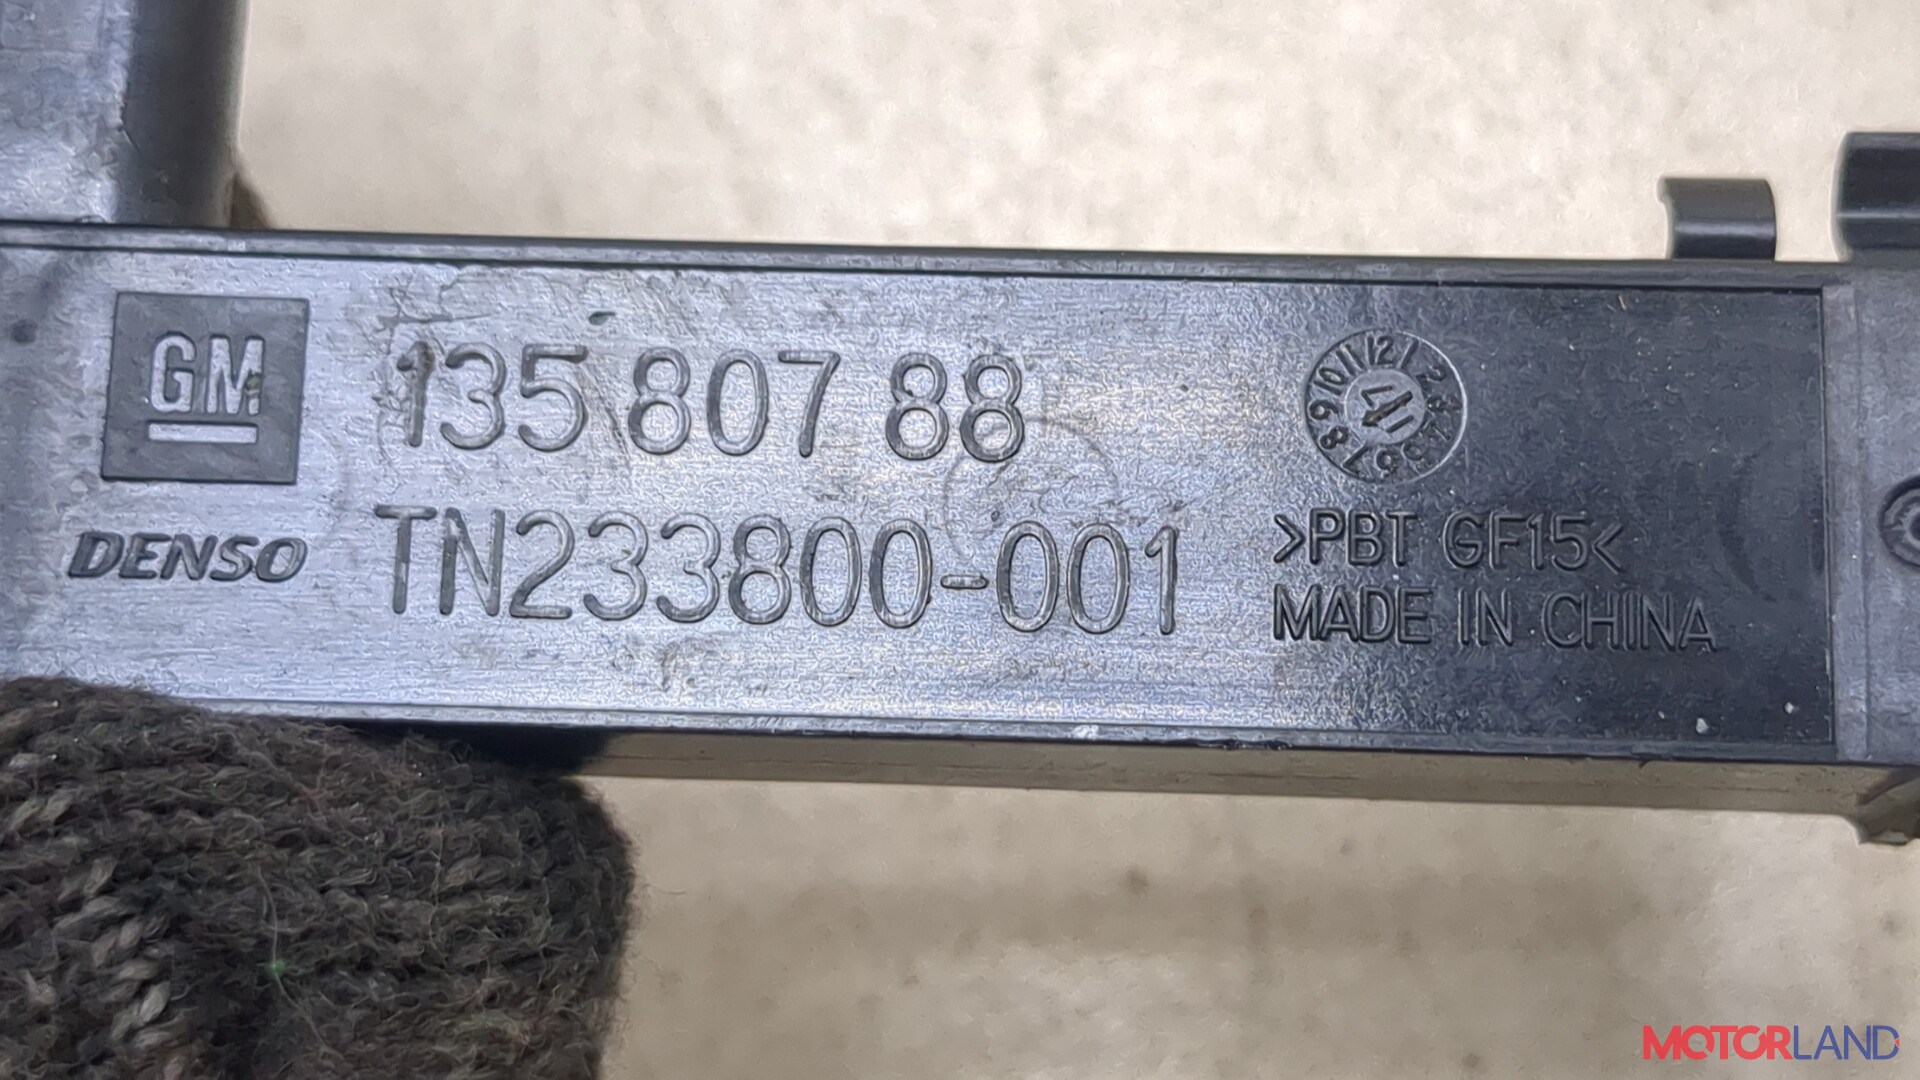 GM
135 807 88
DENSO
TN233800-001
>PBT GF15<
MADE IN CHINA
MOTORLAND